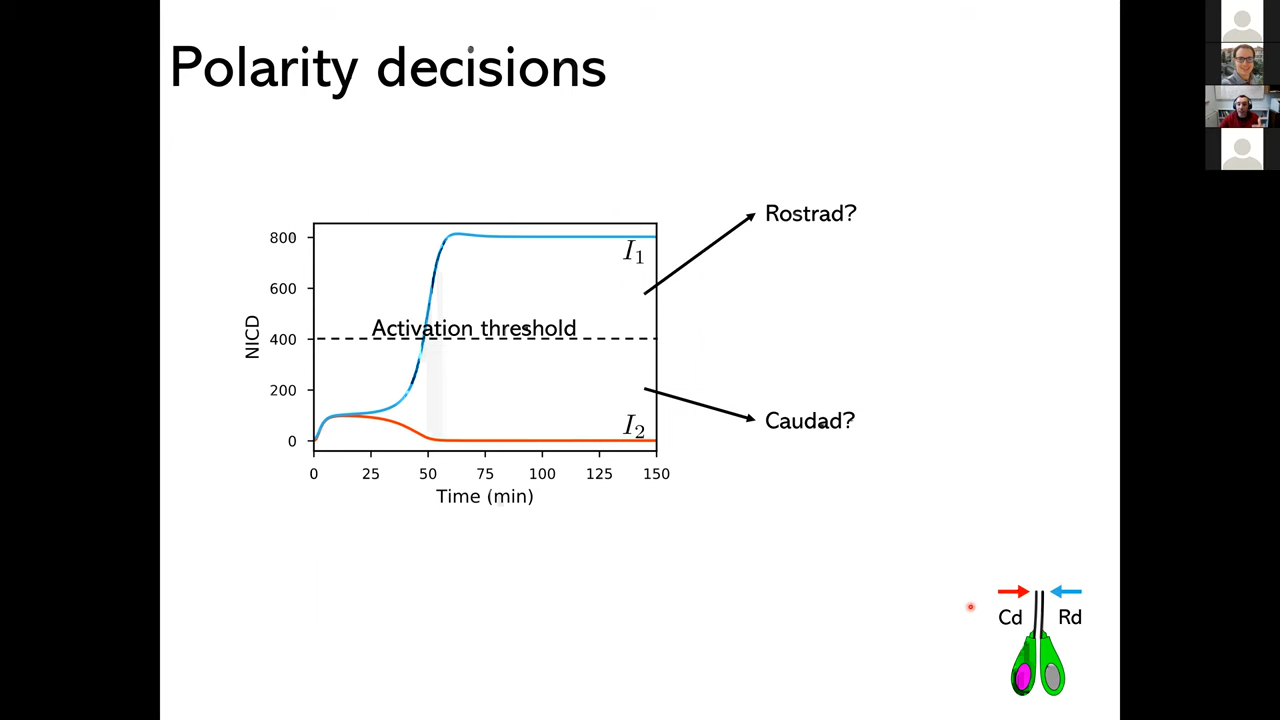 Polarity decisions
Rostrad?
800
I₁
600
Activation threshold
NICD
400
200
Caudad?
I₂
0
0 25 50 75 100 125 150
Time (min)
Cd Rd